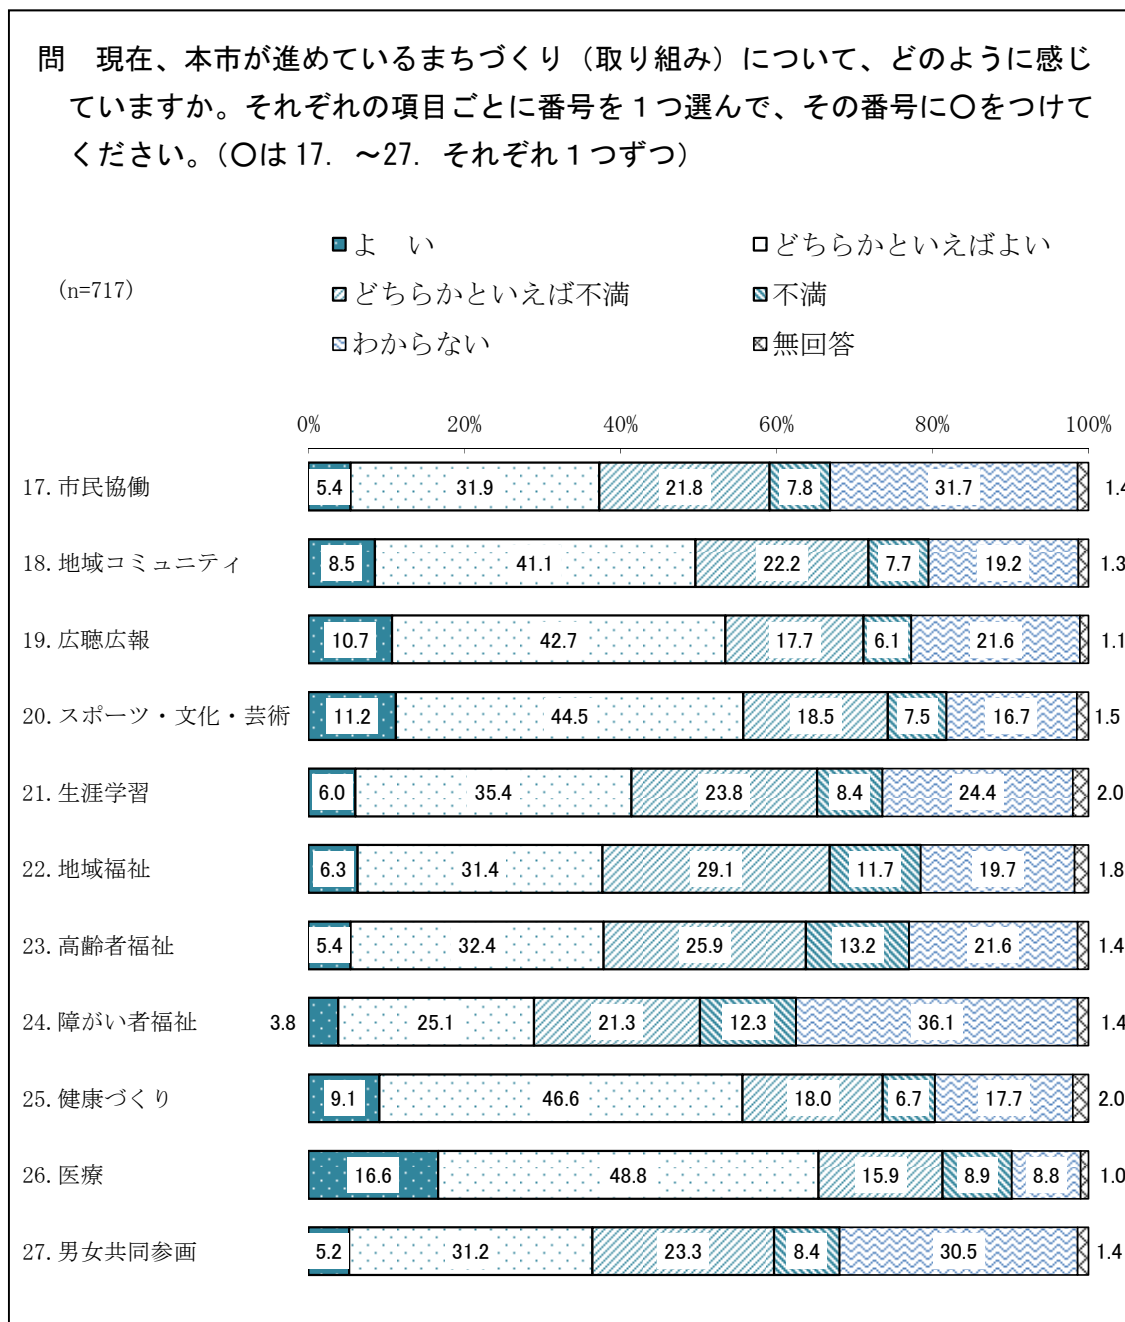 問　現在、本市が進めているまちづくり（取り組み）について、どのように感じ
ていますか。それぞれの項目ごとに番号を１つ選んで、その番号に〇をつけて
ください。（〇は 17. ～27. それぞれ１つずつ）
よ　い
どちらかといえばよい
(n=717)
どちらかといえば不満
不満
わからない
無回答
0% 20% 40% 60% 80% 100%
17.市民協働 5.4 31.9 21.8 7.8 31.7 1.4
18.地域コミュニティ 8.5 41.1 22.2 7.7 19.2 1.3
19.広聴広報 10.7 42.7 17.7 6.1 21.6 1.1
20.スポーツ・文化・芸術 11.2 44.5 18.5 7.5 16.7 1.5
21.生涯学習 6.0 35.4 23.8 8.4 24.4 2.0
22.地域福祉 6.3 31.4 29.1 11.7 19.7 1.8
23.高齢者福祉 5.4 32.4 25.9 13.2 21.6 1.4
24.障がい者福祉 3.8 25.1 21.3 12.3 36.1 1.4
25.健康づくり 9.1 46.6 18.0 6.7 17.7 2.0
26.医療 16.6 48.8 15.9 8.9 8.8 1.0
27.男女共同参画 5.2 31.2 23.3 8.4 30.5 1.4